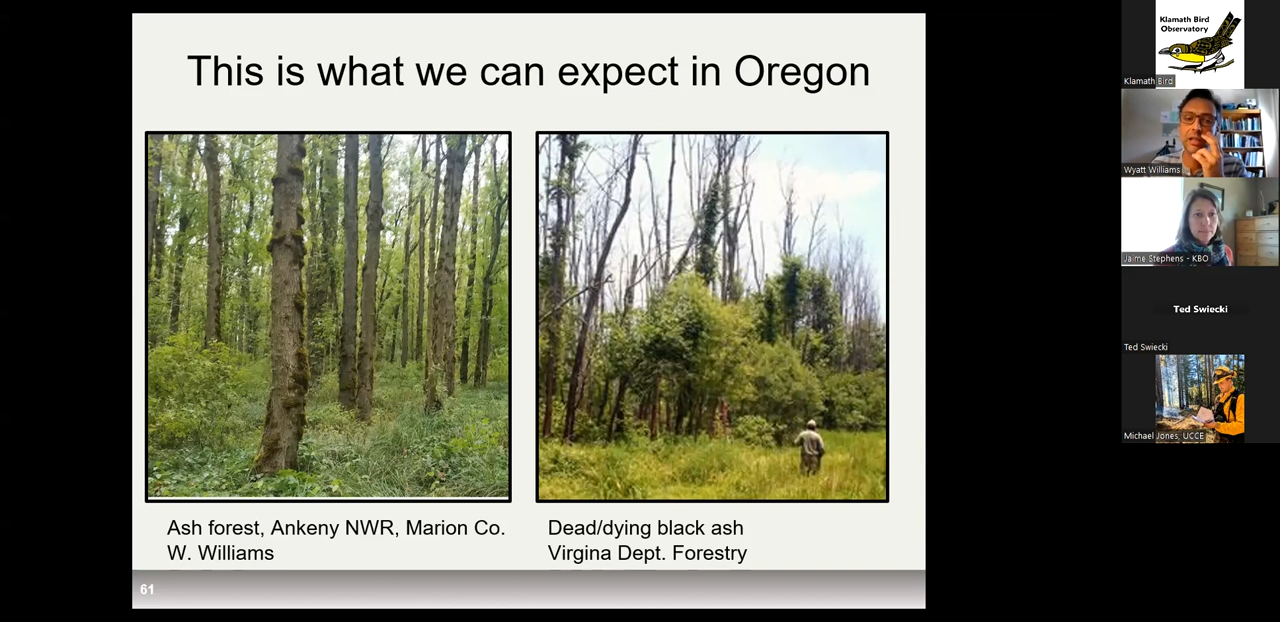 This is what we can expect in Oregon
Ash forest, Ankeny NWR, Marion Co.
W. Williams
Dead/dying black ash
Virgina Dept. Forestry
61
Klamath Bird
Observatory
Klamath Bird
Wyatt Williams
Jaime Stephens - KBO
Ted Swiecki
Ted Swiecki
Michael Jones, UCCE